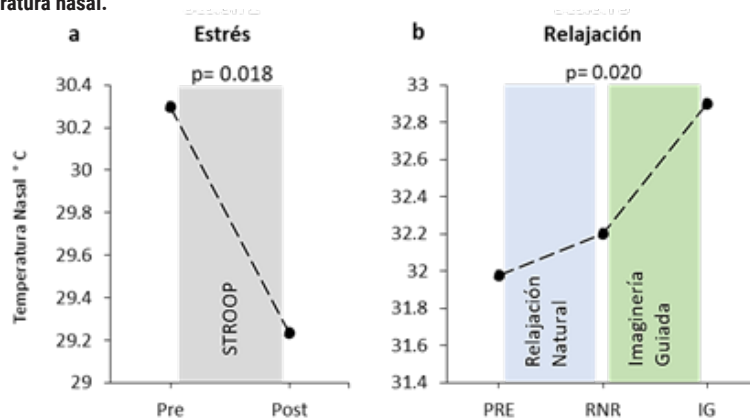 ratura nasal.
a Estrés
p= 0.018
30.4
30.2
30
29.8
29.6
29.4
29.2
29
Temperatura Nasal ° C
STROOP
Pre Post
b Relajación
p= 0.020
33
32.8
32.6
32.4
32.2
32
31.8
31.6
31.4
Relajación
Natural
Imaginería
Guiada
PRE RNR IG